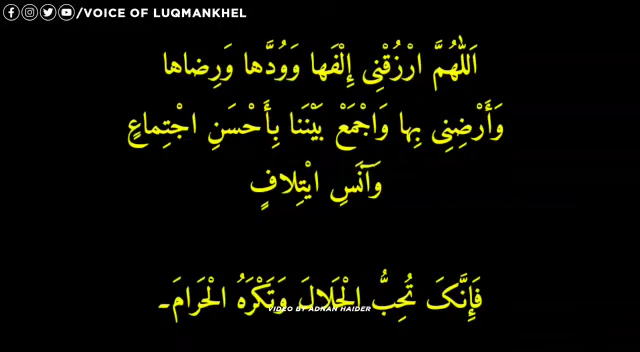 /VOICE OF LUQMANKHEL
اَللّٰهُمَّ ارْزُقْنِی إِلْفَها وَوُدَّها وَرِضاها
وَأَرْضِنِی بِها وَاجْمَعْ بَیْنَنا بِأَحْسَنِ اجْتِماعٍ
وَآنَسِ ایْتِلافٍ
فَإِنَّکَ تُحِبُّ الْحَلالَ وَتَکْرَهُ الْحَرامَ۔
VIDEO BY ADNAN HAIDER